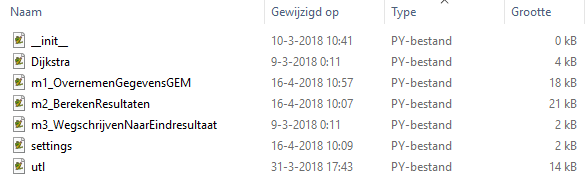 Naam Gewijzigd op Type Grootte
__init__ 10-3-2018 10:41 PY-bestand 0 kB
Dijkstra 9-3-2018 0:11 PY-bestand 4 kB
m1_OvernemenGegevensGEM 16-4-2018 10:57 PY-bestand 18 kB
m2_BerekenResultaten 16-4-2018 10:07 PY-bestand 21 kB
m3_WegschrijvenNaarEindresultaat 9-3-2018 0:11 PY-bestand 2 kB
settings 16-4-2018 10:09 PY-bestand 2 kB
utl 31-3-2018 17:43 PY-bestand 14 kB